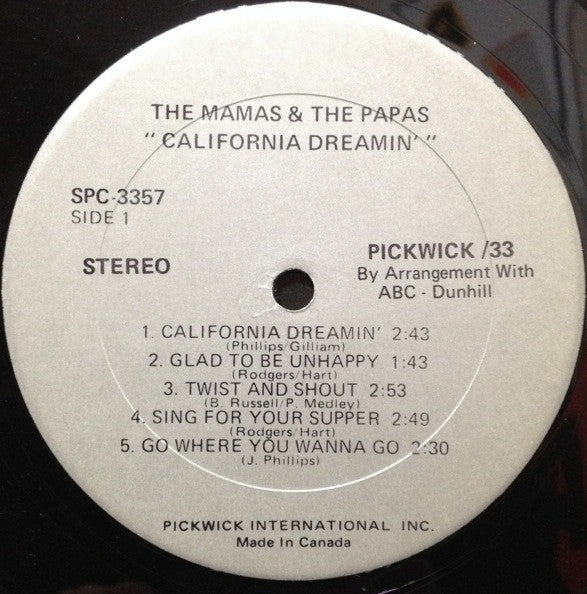 THE MAMAS & THE PAPAS
" CALIFORNIA DREAMIN' "
SPC-3357
SIDE 1
STEREO
PICKWICK /33
By Arrangement With
ABC - Dunhill
1. CALIFORNIA DREAMIN' 2:43
(Phillips/Gilliam)
2. GLAD TO BE UNHAPPY 1:43
(Rodgers/Hart)
3. TWIST AND SHOUT 2:53
(B. Russell/P. Medley)
4. SING FOR YOUR SUPPER 2:49
(Rodgers/Hart)
5. GO WHERE YOU WANNA GO 2:30
(J. Phillips)
PICKWICK INTERNATIONAL INC.
Made In Canada